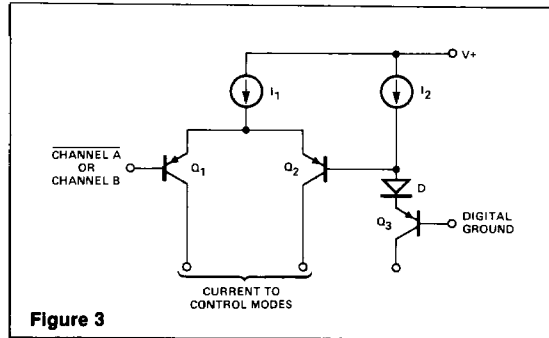 V+
I1
I2
CHANNEL A
OR
CHANNEL B
Q1
Q2
D
Q3
DIGITAL
GROUND
CURRENT TO
CONTROL MODES
Figure 3